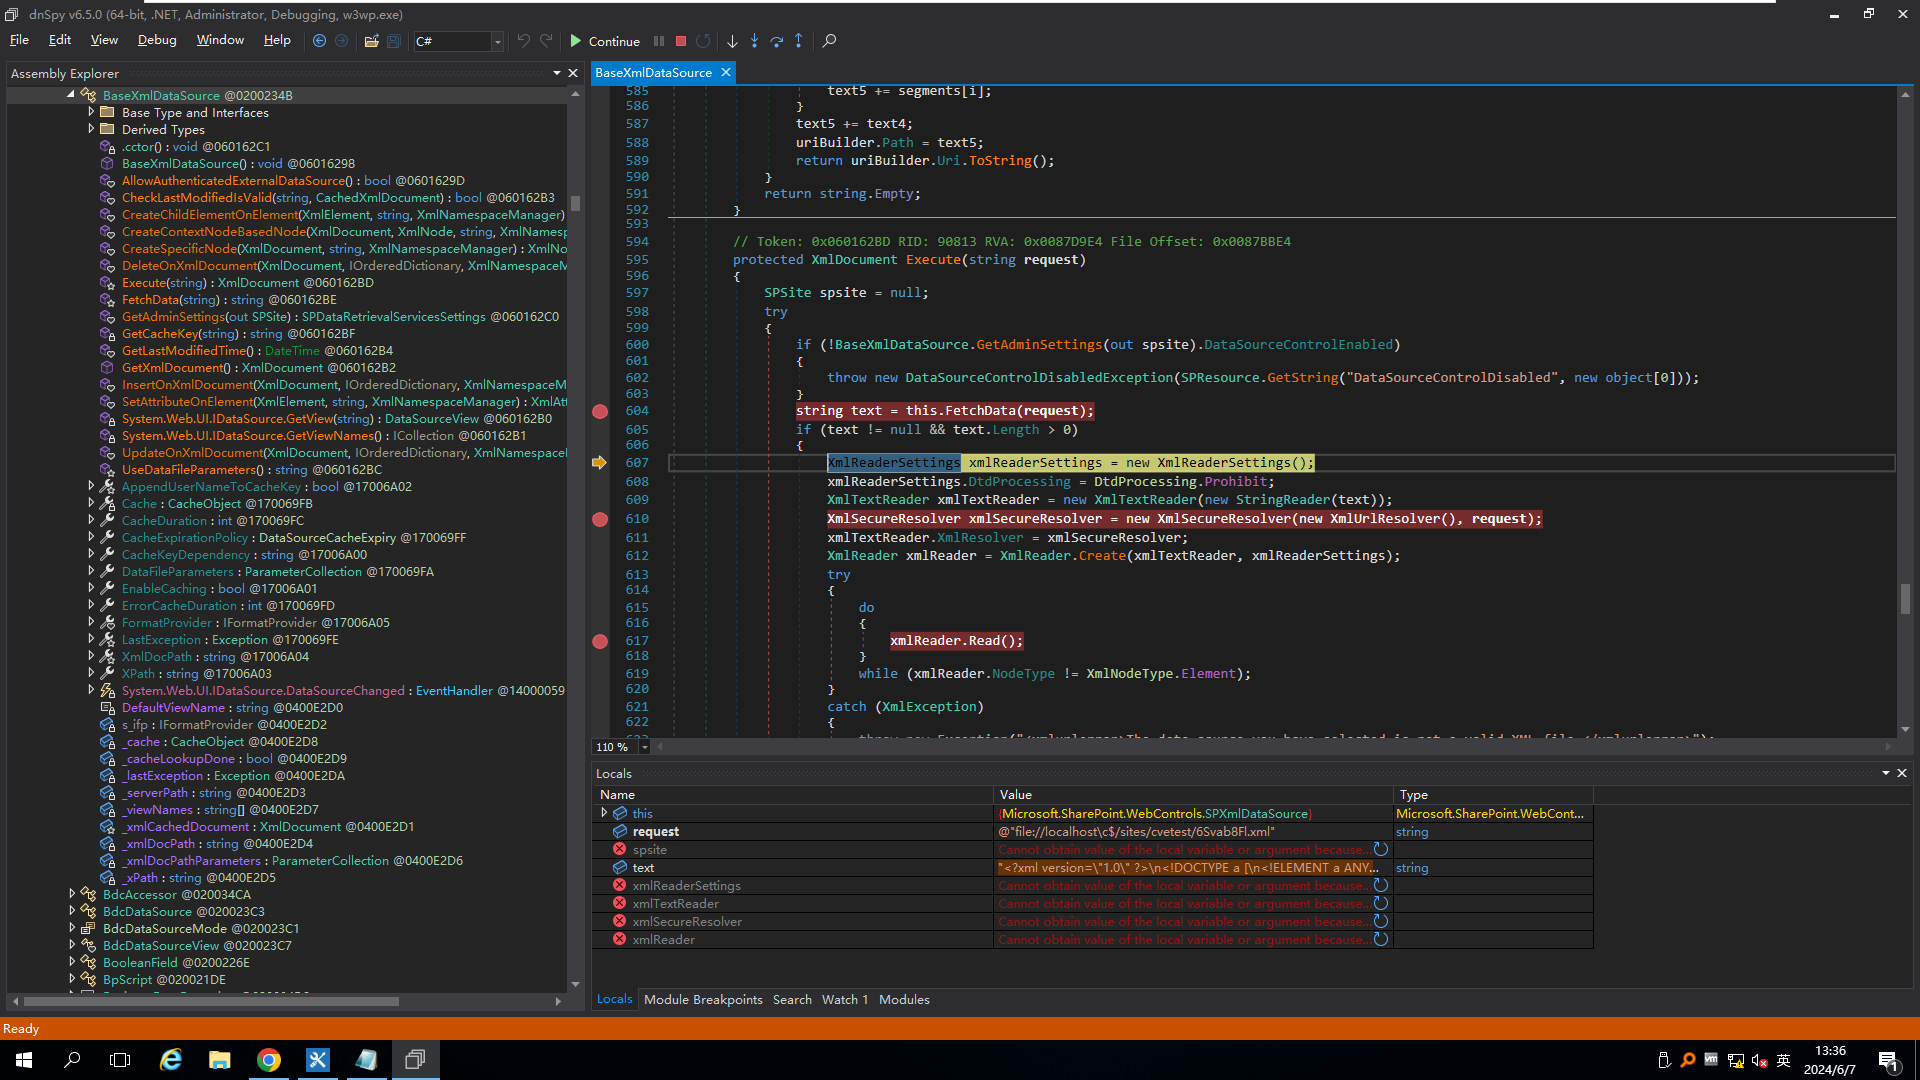 dnSpy v6.5.0 (64-bit, .NET, Administrator, Debugging, w3wp.exe)
File Edit View Debug Window Help C# Continue
Assembly Explorer
BaseXmlDataSource @0200234B
Base Type and Interfaces
Derived Types
.cctor() : void @060162C1
BaseXmlDataSource() : void @06016298
AllowAuthenticatedExternalDataSource() : bool @0601629D
CheckLastModifiedIsValid(string, CachedXmlDocument) : bool @060162B3
CreateChildElementOnElement(XmlElement, string, XmlNamespaceManager)
CreateContextNodeBasedNode(XmlDocument, XmlNode, string, XmlNamesp
CreateSpecificNode(XmlDocument, string, XmlNamespaceManager) : XmlNo
DeleteOnXmlDocument(XmlDocument, IOrderedDictionary, XmlNamespaceM
Execute(string) : XmlDocument @060162BD
FetchData(string) : string @060162BE
GetAdminSettings(out SPSite) : SPDataRetrievalServicesSettings @060162C0
GetCacheKey(string) : string @060162BF
GetLastModifiedTime() : DateTime @060162B4
GetXmlDocument() : XmlDocument @060162B2
InsertOnXmlDocument(XmlDocument, IOrderedDictionary, XmlNamespaceM
SetAttributeOnElement(XmlElement, string, XmlNamespaceManager) : XmlAt
System.Web.UI.IDataSource.GetView(string) : DataSourceView @060162B0
System.Web.UI.IDataSource.GetViewNames() : ICollection @060162B1
UpdateOnXmlDocument(XmlDocument, IOrderedDictionary, XmlNamespaceM
UseDataFileParameters() : string @060162BC
AppendUserNameToCacheKey : bool @17006A02
Cache : CacheObject @170069FB
CacheDuration : int @170069FC
CacheExpirationPolicy : DataSourceCacheExpiry @170069FF
CacheKeyDependency : string @17006A00
DataFileParameters : ParameterCollection @170069FA
EnableCaching : bool @17006A01
ErrorCacheDuration : int @170069FD
FormatProvider : IFormatProvider @17006A05
LastException : Exception @170069FE
XmlDocPath : string @17006A04
XPath : string @17006A03
System.Web.UI.IDataSource.DataSourceChanged : EventHandler @14000059
DefaultViewName : string @0400E2D0
s_ifp : IFormatProvider @0400E2D2
_cache : CacheObject @0400E2D8
_cacheLookupDone : bool @0400E2D9
_lastException : Exception @0400E2DA
_serverPath : string @0400E2D3
_viewNames : string[] @0400E2D7
_xmlCachedDocument : XmlDocument @0400E2D1
_xmlDocPath : string @0400E2D4
_xmlDocPathParameters : ParameterCollection @0400E2D6
_xPath : string @0400E2D5
BdcAccessor @020034CA
BdcDataSource @020023C3
BdcDataSourceMode @020023C1
BdcDataSourceView @020023C7
BooleanField @0200226E
BpScript @020021DE
BaseXmlDataSource
585 text5 += segments[i];
586 }
587 text5 += text4;
588 uriBuilder.Path = text5;
589 return uriBuilder.Uri.ToString();
590 }
591 return string.Empty;
592 }
593
594 // Token: 0x060162BD RID: 90813 RVA: 0x0087D9E4 File Offset: 0x0087BBE4
595 protected XmlDocument Execute(string request)
596 {
597 SPSite spsite = null;
598 try
599 {
600 if (!BaseXmlDataSource.GetAdminSettings(out spsite).DataSourceControlEnabled)
601 {
602 throw new DataSourceControlDisabledException(SPResource.GetString("DataSourceControlDisabled", new object[0]));
603 }
604 string text = this.FetchData(request);
605 if (text != null && text.Length > 0)
606 {
607 XmlReaderSettings xmlReaderSettings = new XmlReaderSettings();
608 xmlReaderSettings.DtdProcessing = DtdProcessing.Prohibit;
609 XmlTextReader xmlTextReader = new XmlTextReader(new StringReader(text));
610 XmlSecureResolver xmlSecureResolver = new XmlSecureResolver(new XmlUrlResolver(), request);
611 xmlTextReader.XmlResolver = xmlSecureResolver;
612 XmlReader xmlReader = XmlReader.Create(xmlTextReader, xmlReaderSettings);
613 try
614 {
615 do
616 {
617 xmlReader.Read();
618 }
619 while (xmlReader.NodeType != XmlNodeType.Element);
620 }
621 catch (XmlException)
622 {
110 %
Locals
Name Value Type
this {Microsoft.SharePoint.WebControls.SPXmlDataSource} Microsoft.SharePoint.WebCont...
request @"file://localhost\c$/sites/cvetest/6Svab8Fl.xml" string
spsite Cannot obtain value of the local variable or argument because...
text "<?xml version=\"1.0\" ?>\n<!DOCTYPE a [\n<!ELEMENT a ANY... string
xmlReaderSettings Cannot obtain value of the local variable or argument because...
xmlTextReader Cannot obtain value of the local variable or argument because...
xmlSecureResolver Cannot obtain value of the local variable or argument because...
xmlReader Cannot obtain value of the local variable or argument because...
Locals Module Breakpoints Search Watch 1 Modules
Ready
英
13:36
2024/6/7
1